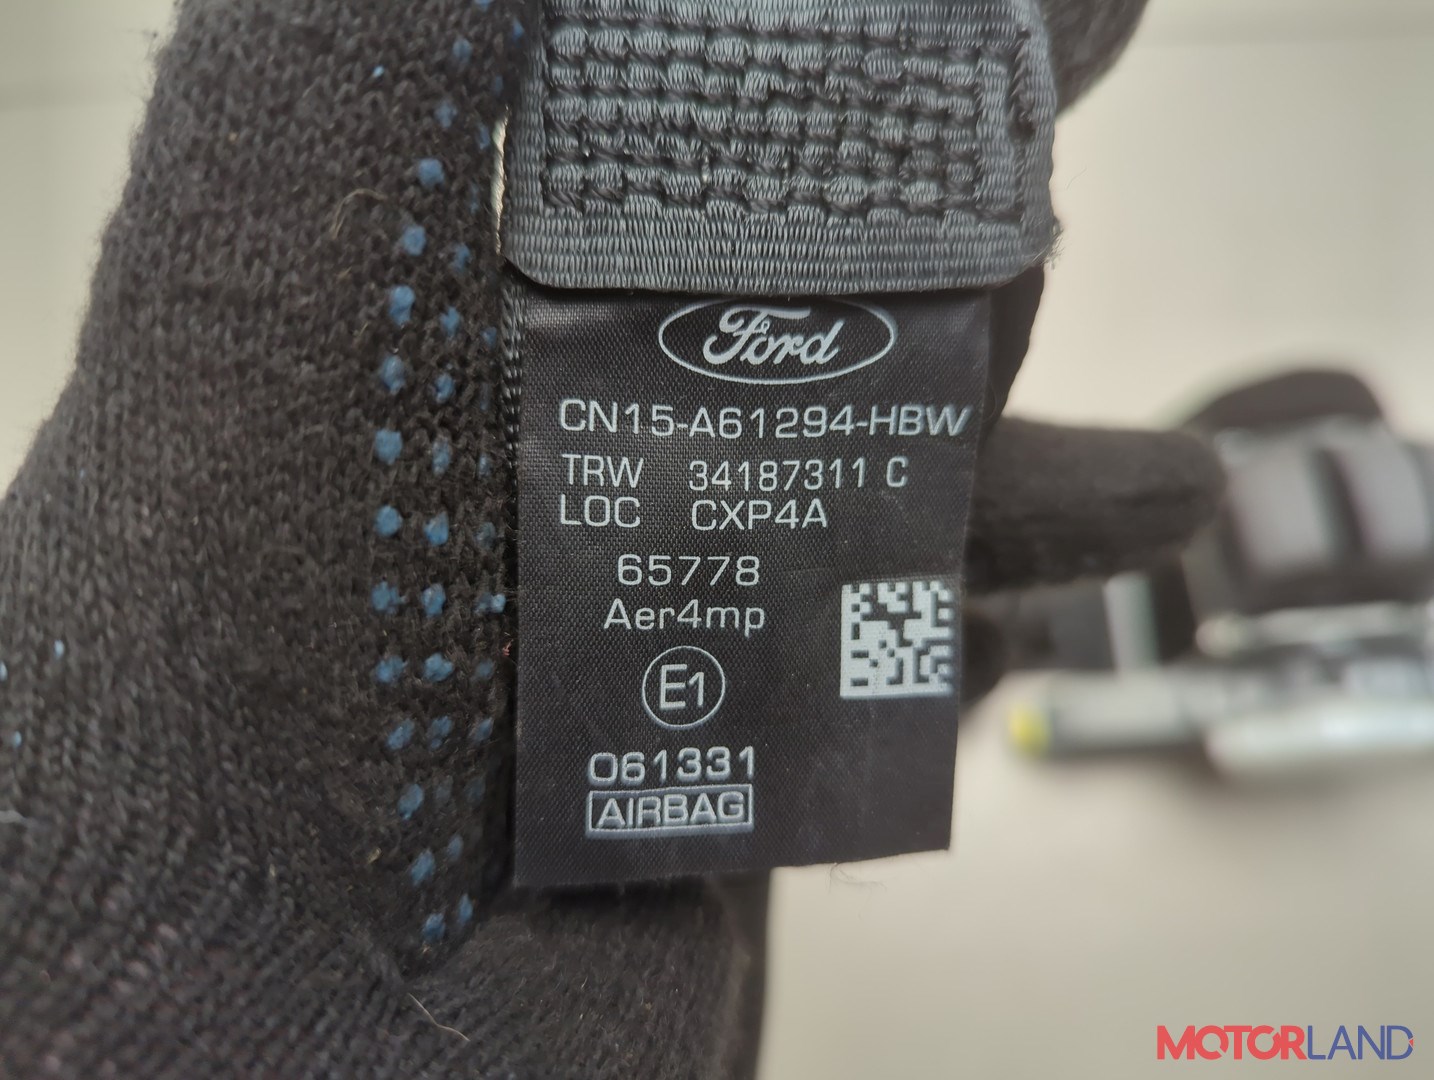 Ford
CN15-A61294-HBW
TRW 34187311 C
LOC CXP4A
65778
Aer4mp
E1
061331
AIRBAG
MOTORLAND